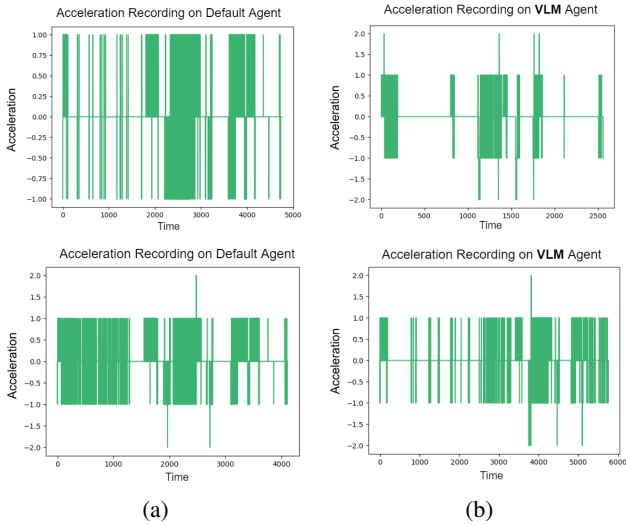 Acceleration Recording on Default Agent
1.00
0.75
0.50
0.25
0.00
−0.25
−0.50
−0.75
−1.00
Acceleration
0 1000 2000 3000 4000 5000
Time
Acceleration Recording on VLM Agent
2.0
1.5
1.0
0.5
0.0
−0.5
−1.0
−1.5
−2.0
Acceleration
0 500 1000 1500 2000 2500
Time
Acceleration Recording on Default Agent
2.0
1.5
1.0
0.5
0.0
−0.5
−1.0
−1.5
−2.0
Acceleration
0 1000 2000 3000 4000
Time
Acceleration Recording on VLM Agent
2.0
1.5
1.0
0.5
0.0
−0.5
−1.0
−1.5
−2.0
Acceleration
0 1000 2000 3000 4000 5000 6000
Time
(a) (b)